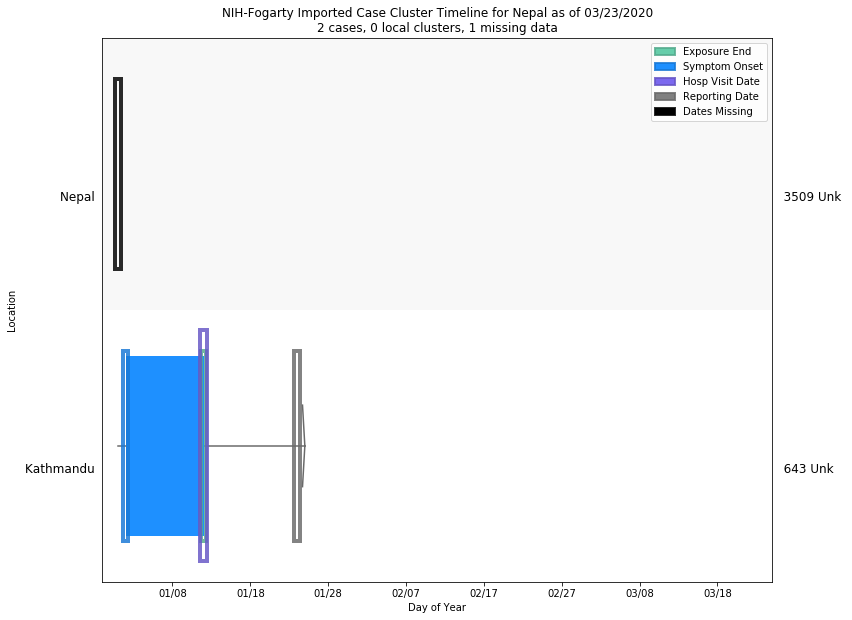 NIH-Fogarty Imported Case Cluster Timeline for Nepal as of 03/23/2020
2 cases, 0 local clusters, 1 missing data
Exposure End
Symptom Onset
Hosp Visit Date
Reporting Date
Dates Missing
Nepal
3509 Unk
Location
Kathmandu
643 Unk
01/08
01/18
01/28
02/07
02/17
02/27
03/08
03/18
Day of Year